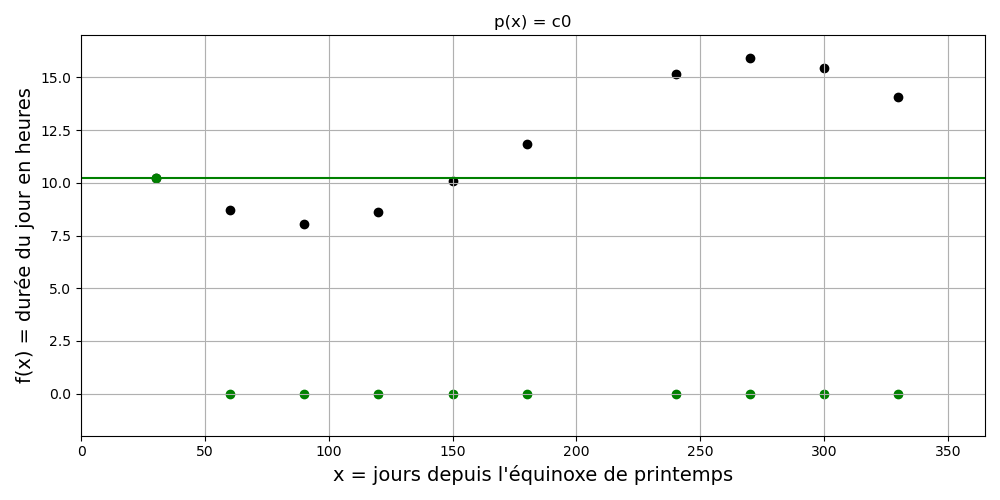 p(x) = c0
f(x) = durée du jour en heures
15.0
12.5
10.0
7.5
5.0
2.5
0.0
0 50 100 150 200 250 300 350
x = jours depuis l'équinoxe de printemps